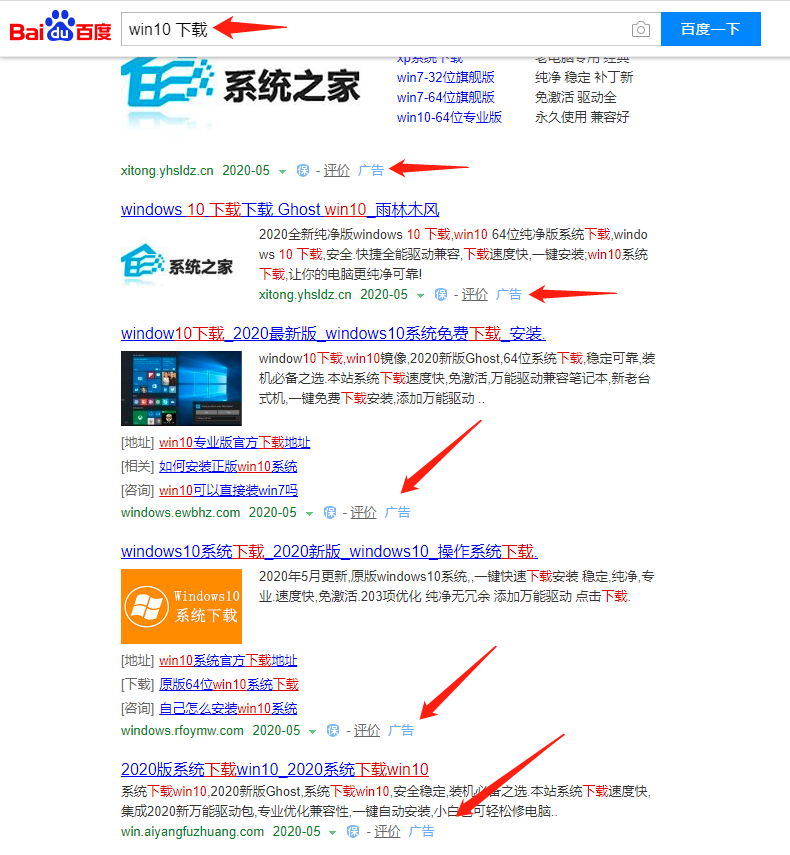 Bai du 百度
win10 下载
百度一下
xp系统下载 老电脑专用 经典
系统之家
win7-32位旗舰版 纯净 稳定 补丁新
win7-64位旗舰版 免激活 驱动全
win10-64位专业版 永久使用 兼容好
xitong.yhsldz.cn 2020-05 保 - 评价 广告
windows 10 下载下载 Ghost win10_雨林木风
系统之家
2020全新纯净版windows 10 下载,win10 64位纯净版系统下载,windo
ws 10 下载,安全.快捷全能驱动兼容,下载速度快,一键安装;win10系统
下载,让你的电脑更纯净可靠!
xitong.yhsldz.cn 2020-05 保 - 评价 广告
window10下载_2020最新版_windows10系统免费下载_安装.
window10下载,win10镜像,2020新版Ghost,64位系统下载,稳定可靠,装
机必备之选.本站系统下载速度快,免激活,万能驱动兼容笔记本,新老台
式机,一键免费下载安装,添加万能驱动 ..
[地址] win10专业版官方下载地址
[相关] 如何安装正版win10系统
[咨询] win10可以直接装win7吗
windows.ewbhz.com 2020-05 保 - 评价 广告
windows10系统下载_2020新版_windows10_操作系统下载.
Windows10
系统下载
2020年5月更新,原版windows10系统,,一键快速下载安装 稳定,纯净,专
业.速度快,免激活.203项优化 纯净无冗余 添加万能驱动 点击下载.
[地址] win10系统官方下载地址
[下载] 原版64位win10系统下载
[咨询] 自己怎么安装win10系统
windows.rfoymw.com 2020-05 保 - 评价 广告
2020版系统下载win10_2020系统下载win10
系统下载win10,2020新版Ghost,系统下载win10,安全稳定,装机必备之选.本站系统下载速度快,
集成2020新万能驱动包,专业优化兼容性,一键自动安装,小白也可轻松修电脑..
win.aiyangfuzhuang.com 2020-05 保 - 评价 广告